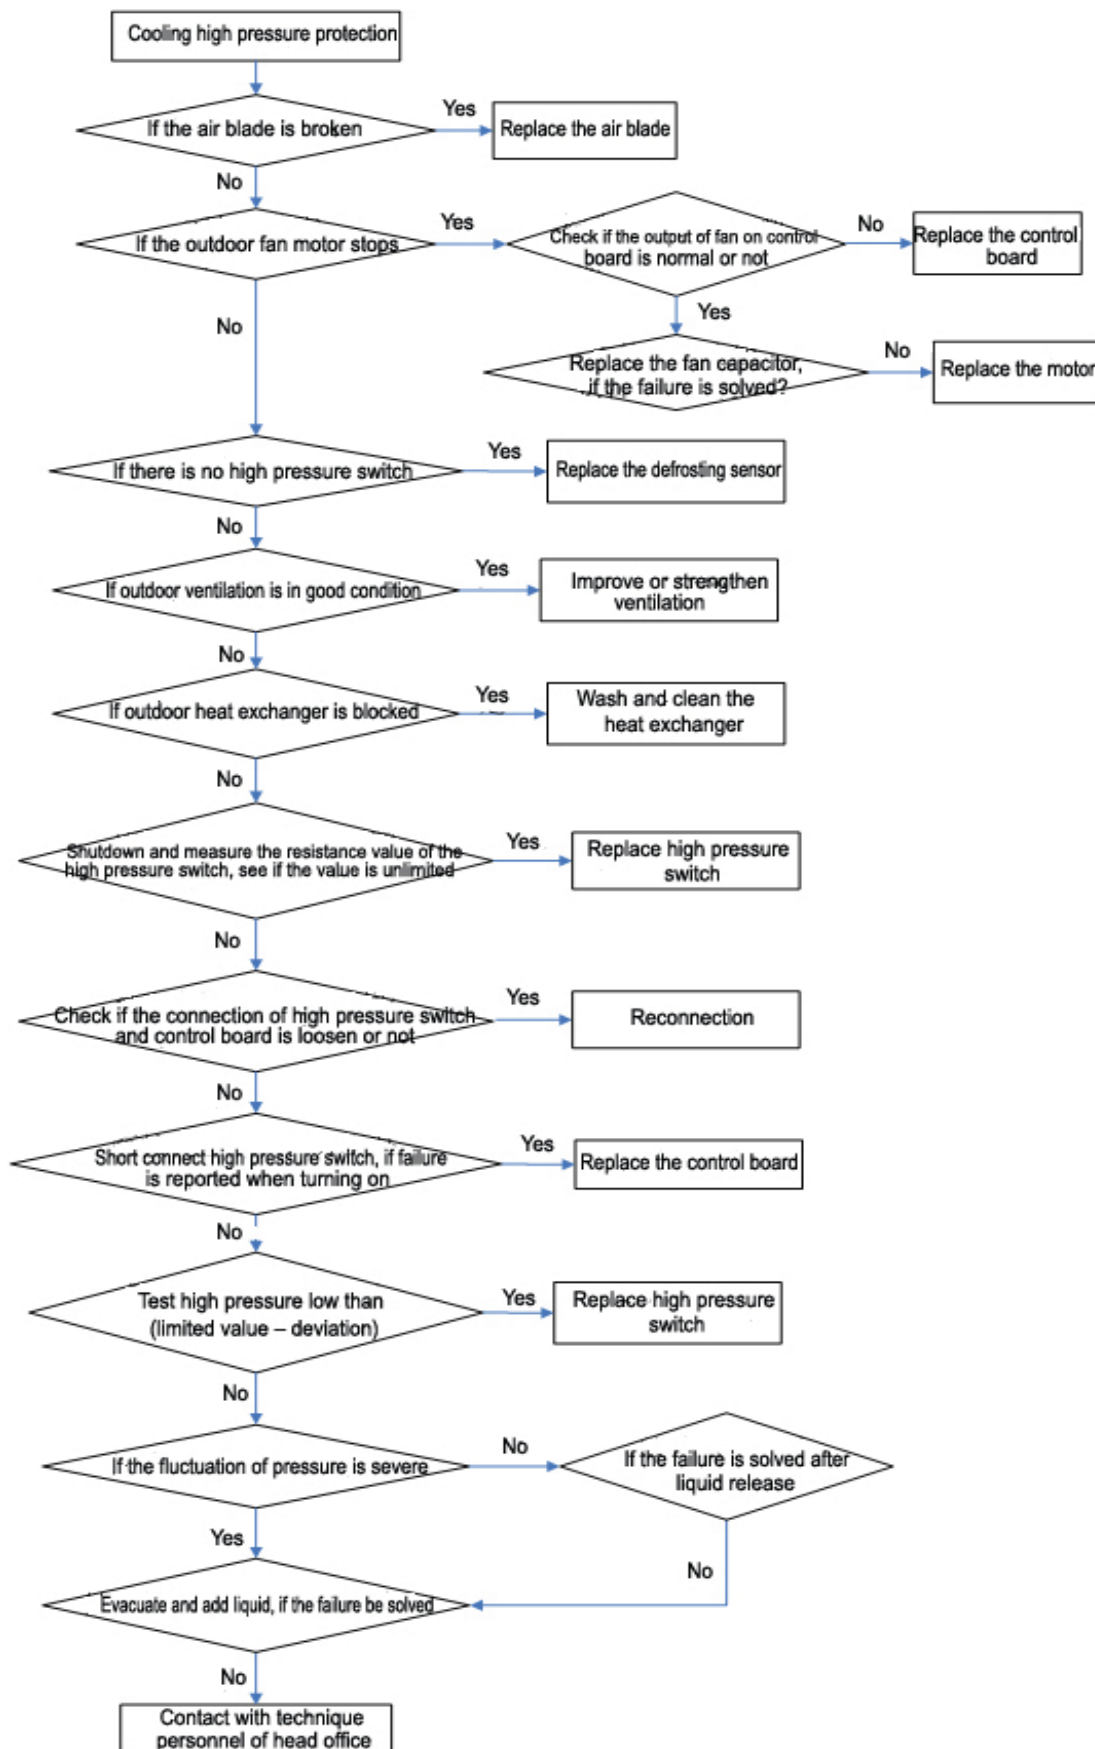 Cooling high pressure protection
If the air blade is broken
Yes
Replace the air blade
No
If the outdoor fan motor stops
Yes
Check if the output of fan on control
board is normal or not
No
Replace the control
board
Yes
No
Replace the fan capacitor,
if the failure is solved?
No
Replace the motor
If there is no high pressure switch
Yes
Replace the defrosting sensor
No
If outdoor ventilation is in good condition
Yes
Improve or strengthen
ventilation
No
If outdoor heat exchanger is blocked
Yes
Wash and clean the
heat exchanger
No
Shutdown and measure the resistance value of the
high pressure switch, see if the value is unlimited
Yes
Replace high pressure
switch
No
Check if the connection of high pressure switch
and control board is loosen or not
Yes
Reconnection
No
Short connect high pressure switch, if failure
is reported when turning on
Yes
Replace the control board
No
Test high pressure low than
(limited value – deviation)
Yes
Replace high pressure
switch
No
If the fluctuation of pressure is severe
No
If the failure is solved after
liquid release
Yes
No
Evacuate and add liquid, if the failure be solved
No
Contact with technique
personnel of head office